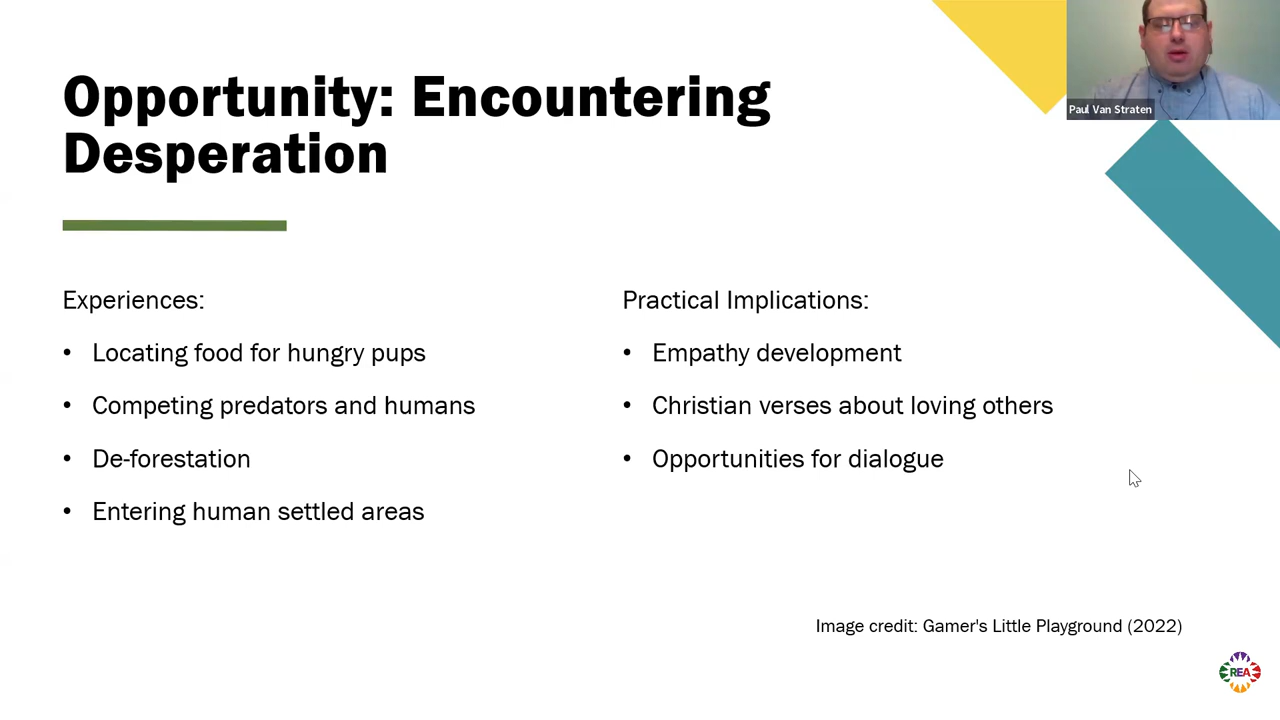 Opportunity: Encountering
Desperation
Paul Van Straten
Experiences:
• Locating food for hungry pups
• Competing predators and humans
• De-forestation
• Entering human settled areas
Practical Implications:
• Empathy development
• Christian verses about loving others
• Opportunities for dialogue
Image credit: Gamer's Little Playground (2022)
REA